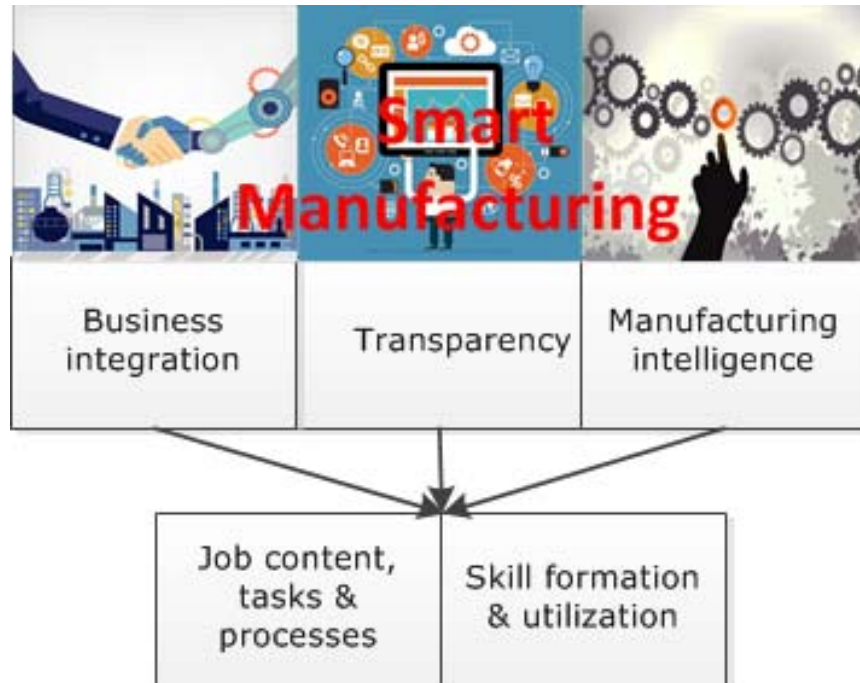 Smart
Manufacturing
Business
integration
Transparency
Manufacturing
intelligence
Job content,
tasks &
processes
Skill formation
& utilization